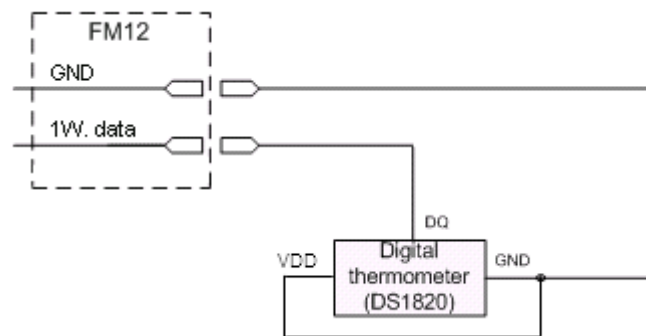 FM12
GND
1W. data
DQ
VDD
Digital
thermometer
(DS1820)
GND